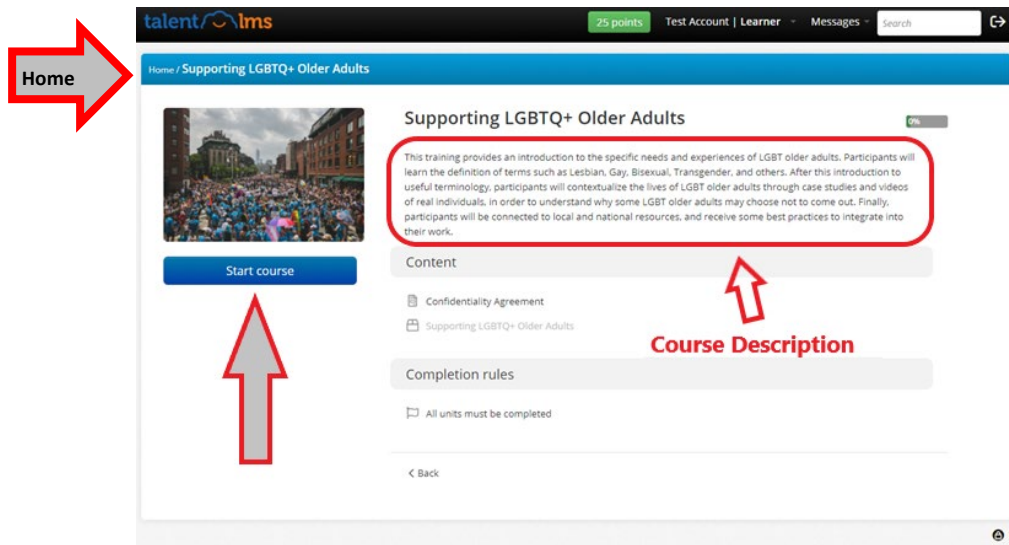 talent lms
25 points
Test Account | Learner
Messages
Search
Home
Home / Supporting LGBTQ+ Older Adults
Supporting LGBTQ+ Older Adults
0%
This training provides an introduction to the specific needs and experiences of LGBT older adults. Participants will
learn the definition of terms such as Lesbian, Gay, Bisexual, Transgender, and others. After this introduction to
useful terminology, participants will contextualize the lives of LGBT older adults through case studies and videos
of real individuals, in order to understand why some LGBT older adults may choose not to come out. Finally,
participants will be connected to local and national resources, and receive some best practices to integrate into
their work.
Start course
Content
Confidentiality Agreement
Supporting LGBTQ+ Older Adults
Course Description
Completion rules
All units must be completed
< Back